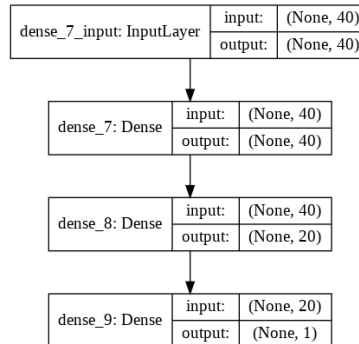 dense_7_input: InputLayer
input: (None, 40)
output: (None, 40)
dense_7: Dense
input: (None, 40)
output: (None, 40)
dense_8: Dense
input: (None, 40)
output: (None, 20)
dense_9: Dense
input: (None, 20)
output: (None, 1)